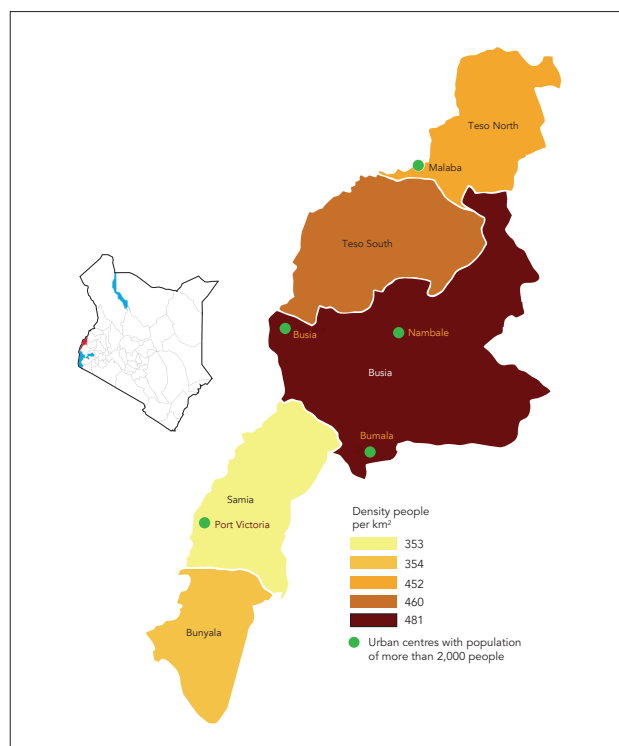 Teso North
Malaba
Teso South
Busia
Nambale
Busia
Bumala
Samia
Port Victoria
Bunyala
Density people
per km²
353
354
452
460
481
Urban centres with population
of more than 2,000 people